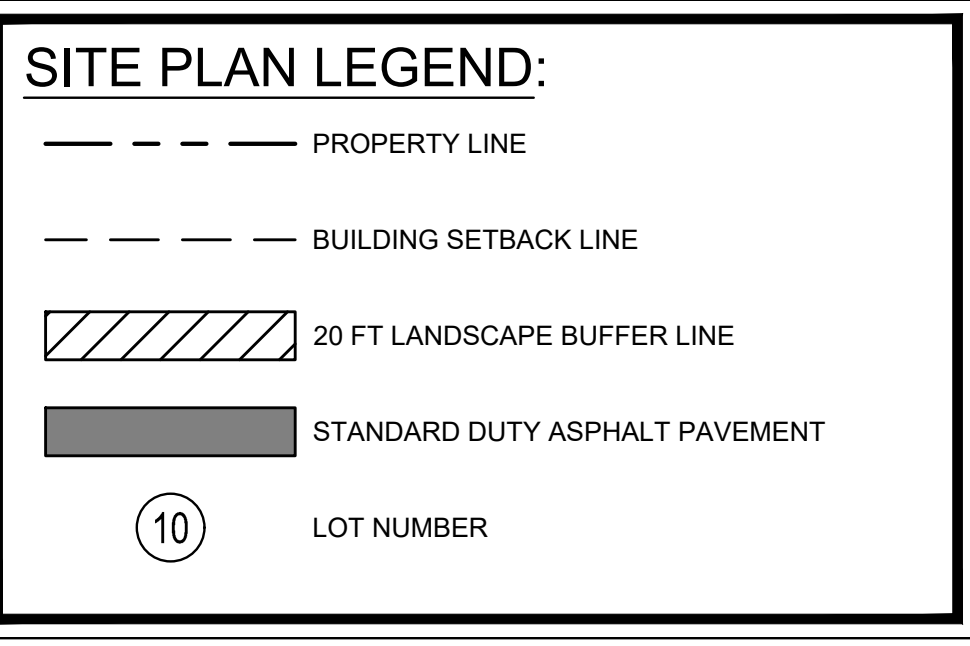 SITE PLAN LEGEND:
PROPERTY LINE
BUILDING SETBACK LINE
20 FT LANDSCAPE BUFFER LINE
STANDARD DUTY ASPHALT PAVEMENT
10 LOT NUMBER